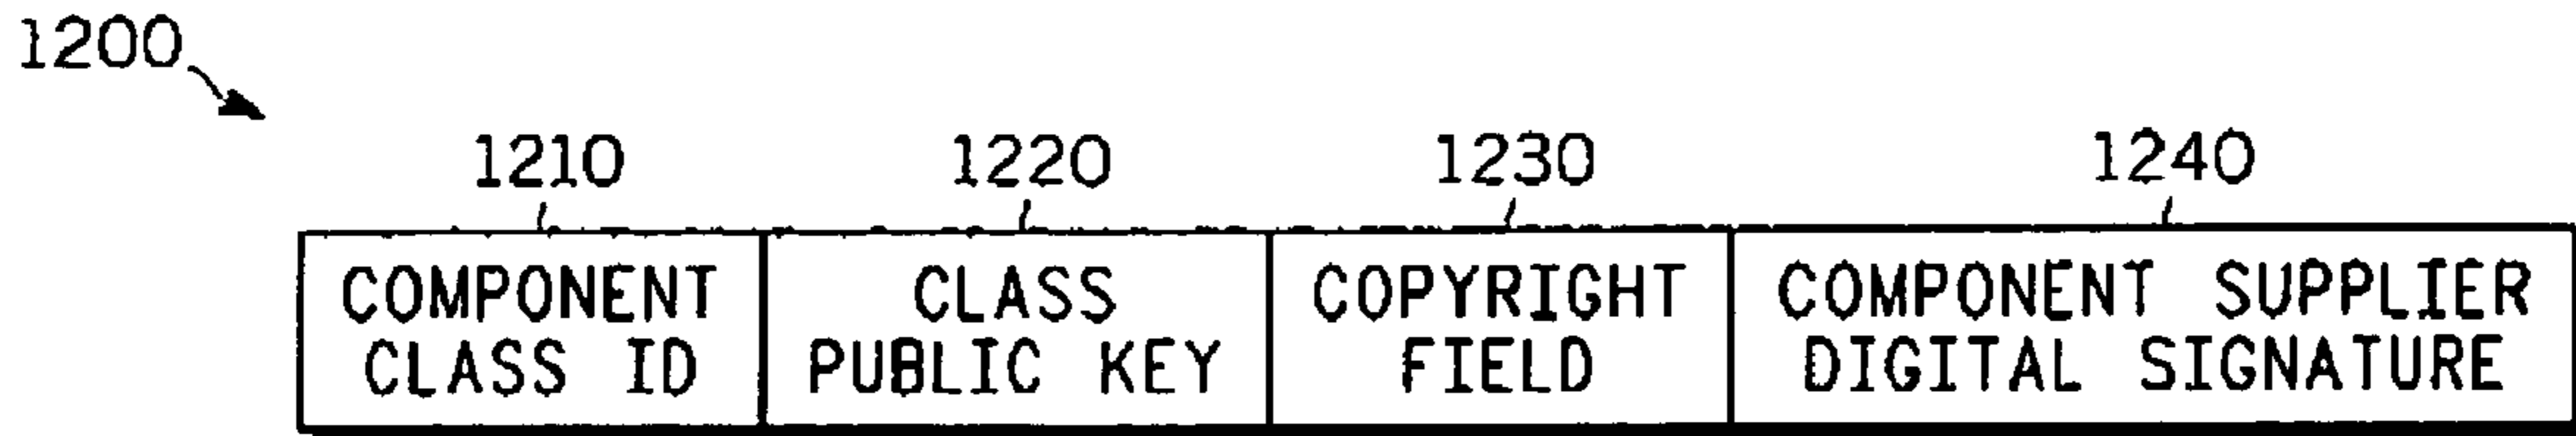 1200
1210 1220 1230 1240
COMPONENT CLASS ID
CLASS PUBLIC KEY
COPYRIGHT FIELD
COMPONENT SUPPLIER DIGITAL SIGNATURE